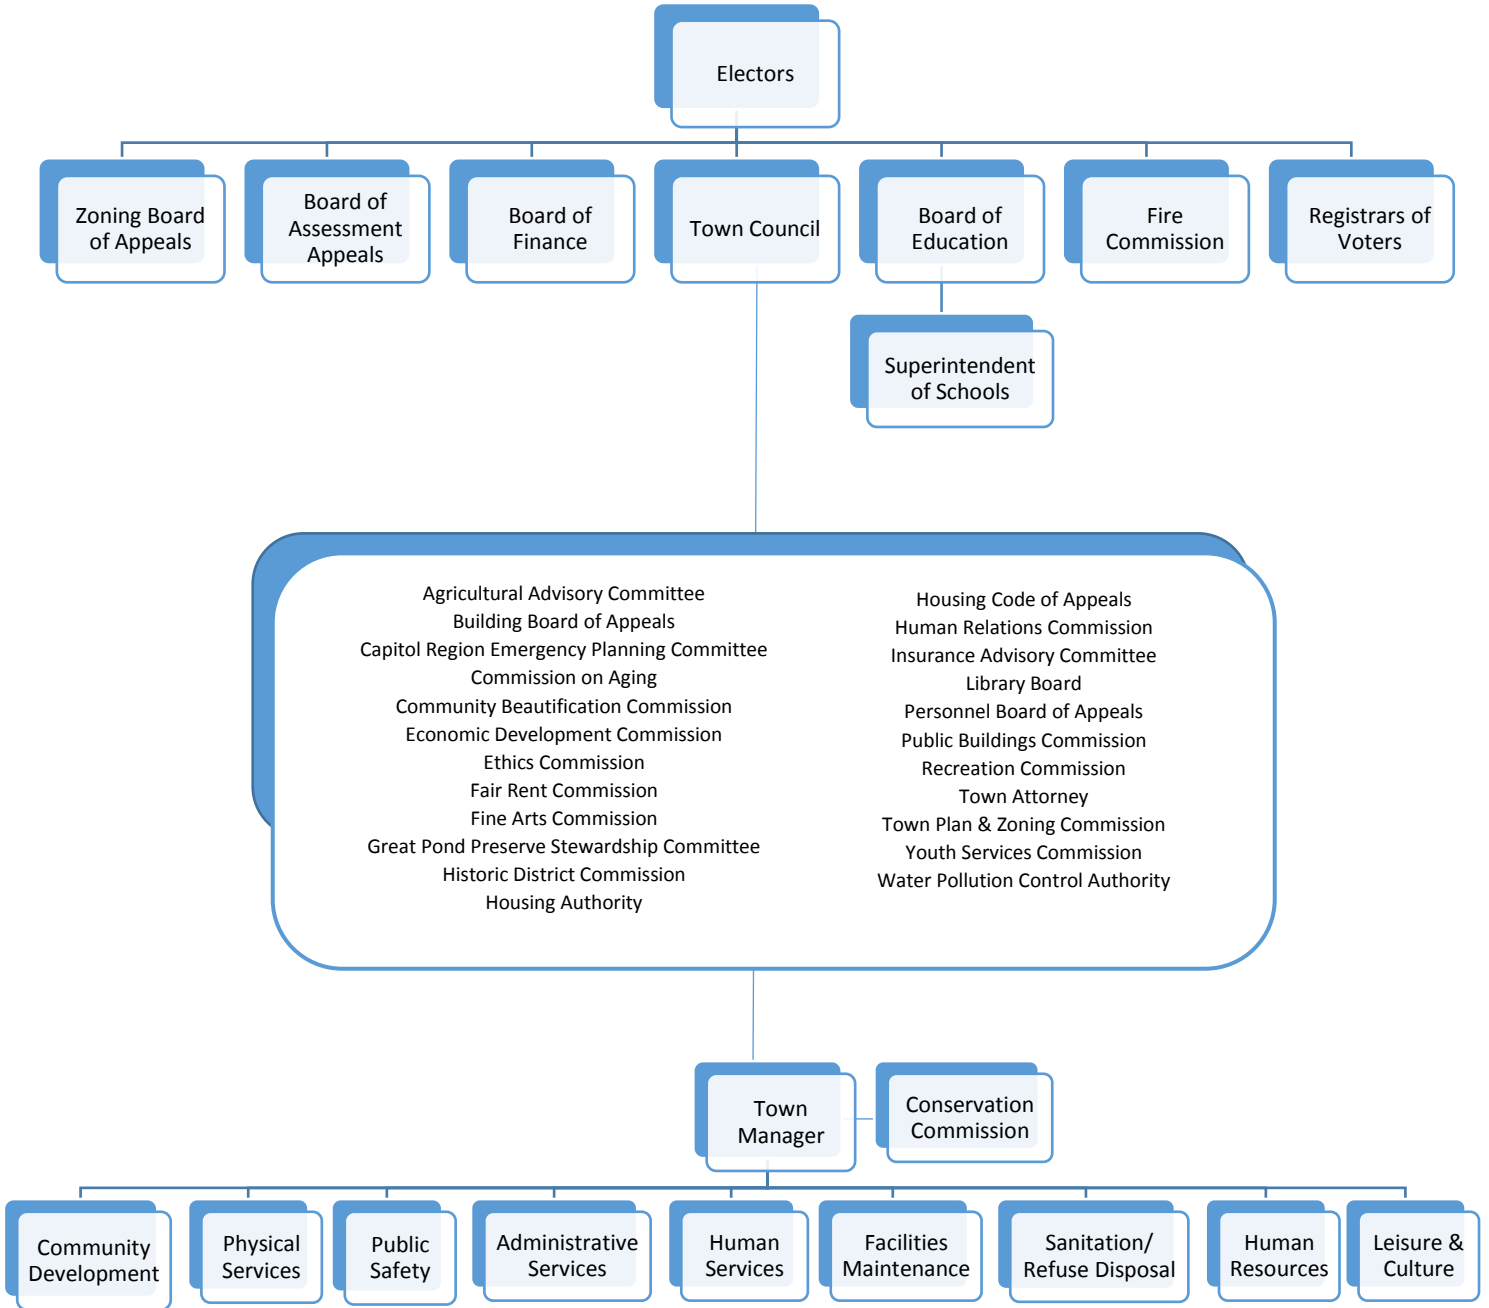 Electors
Zoning Board
of Appeals
Board of
Assessment
Appeals
Board of
Finance
Town Council
Board of
Education
Fire
Commission
Registrars of
Voters
Superintendent
of Schools
Agricultural Advisory Committee
Building Board of Appeals
Capitol Region Emergency Planning Committee
Commission on Aging
Community Beautification Commission
Economic Development Commission
Ethics Commission
Fair Rent Commission
Fine Arts Commission
Great Pond Preserve Stewardship Committee
Historic District Commission
Housing Authority
Housing Code of Appeals
Human Relations Commission
Insurance Advisory Committee
Library Board
Personnel Board of Appeals
Public Buildings Commission
Recreation Commission
Town Attorney
Town Plan & Zoning Commission
Youth Services Commission
Water Pollution Control Authority
Town
Manager
Conservation
Commission
Community
Development
Physical
Services
Public
Safety
Administrative
Services
Human
Services
Facilities
Maintenance
Sanitation/
Refuse Disposal
Human
Resources
Leisure &
Culture